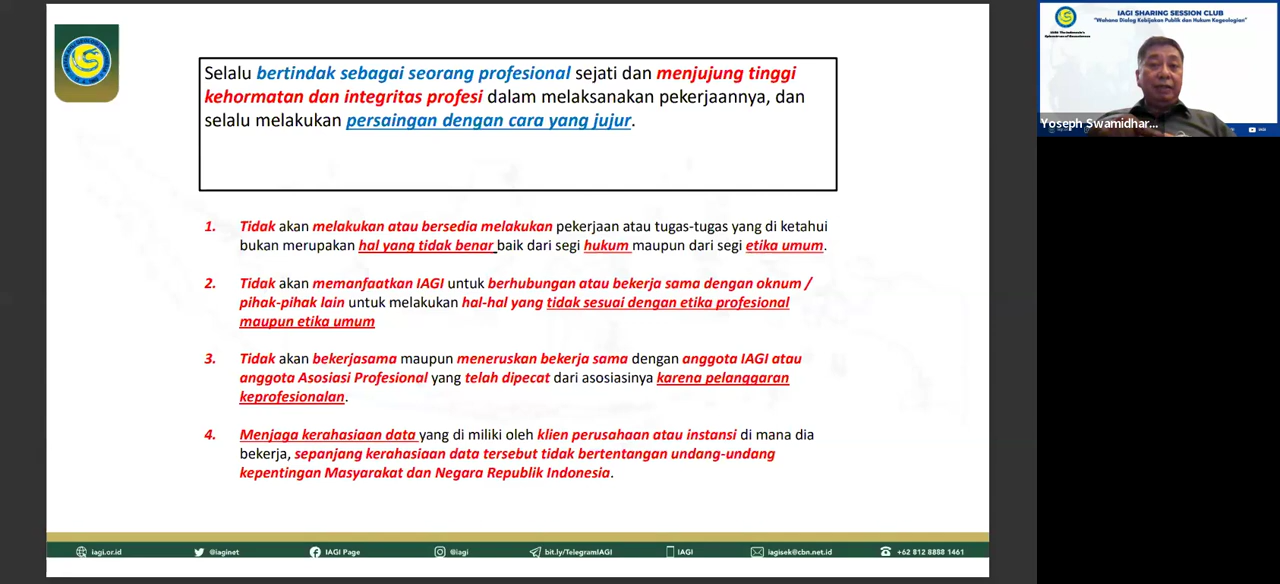 Selalu bertindak sebagai seorang profesional sejati dan menjujung tinggi
kehormatan dan integritas profesi dalam melaksanakan pekerjaannya, dan
selalu melakukan persaingan dengan cara yang jujur.
1. Tidak akan melakukan atau bersedia melakukan pekerjaan atau tugas-tugas yang di ketahui
bukan merupakan hal yang tidak benar baik dari segi hukum maupun dari segi etika umum.
2. Tidak akan memanfaatkan IAGI untuk berhubungan atau bekerja sama dengan oknum /
pihak-pihak lain untuk melakukan hal-hal yang tidak sesuai dengan etika profesional
maupun etika umum
3. Tidak akan bekerjasama maupun meneruskan bekerja sama dengan anggota IAGI atau
anggota Asosiasi Profesional yang telah dipecat dari asosiasinya karena pelanggaran
keprofesionalan.
4. Menjaga kerahasiaan data yang di miliki oleh klien perusahaan atau instansi di mana dia
bekerja, sepanjang kerahasiaan data tersebut tidak bertentangan undang-undang
kepentingan Masyarakat dan Negara Republik Indonesia.
iagi.or.id @iaginet IAGI Page @iagi bit.ly/TelegramIAGI IAGI iagisek@cbn.net.id +62 812 8888 1461
IAGI SHARING SESSION CLUB
"Wahana Dialog Kebijakan Publik dan Hukum Kegeologian"
Yoseph Swamidhar...